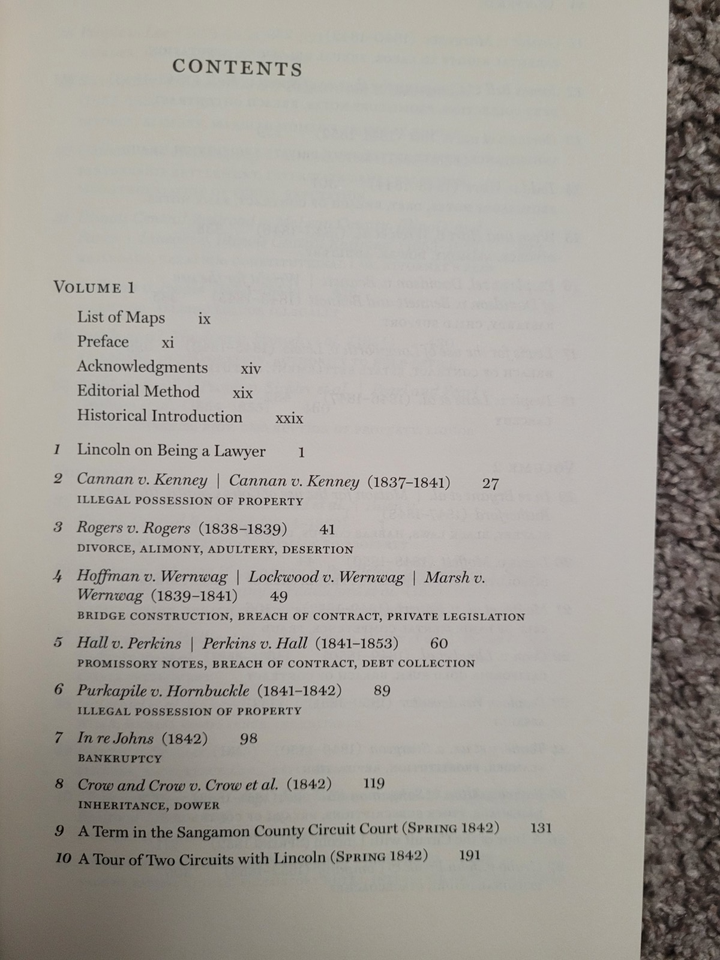 CONTENTS
VOLUME 1
List of Maps ix
Preface xi
Acknowledgments xiv
Editorial Method xix
Historical Introduction xxix
1 Lincoln on Being a Lawyer 1
2 Cannan v. Kenney | Cannan v. Kenney (1837–1841) 27
ILLEGAL POSSESSION OF PROPERTY
3 Rogers v. Rogers (1838–1839) 41
DIVORCE, ALIMONY, ADULTERY, DESERTION
4 Hoffman v. Wernwag | Lockwood v. Wernwag | Marsh v.
Wernwag (1839–1841) 49
BRIDGE CONSTRUCTION, BREACH OF CONTRACT, PRIVATE LEGISLATION
5 Hall v. Perkins | Perkins v. Hall (1841–1853) 60
PROMISSORY NOTES, BREACH OF CONTRACT, DEBT COLLECTION
6 Purkapile v. Hornbuckle (1841–1842) 89
ILLEGAL POSSESSION OF PROPERTY
7 In re Johns (1842) 98
BANKRUPTCY
8 Crow and Crow v. Crow et al. (1842) 119
INHERITANCE, DOWER
9 A Term in the Sangamon County Circuit Court (SPRING 1842) 131
10 A Tour of Two Circuits with Lincoln (SPRING 1842) 191